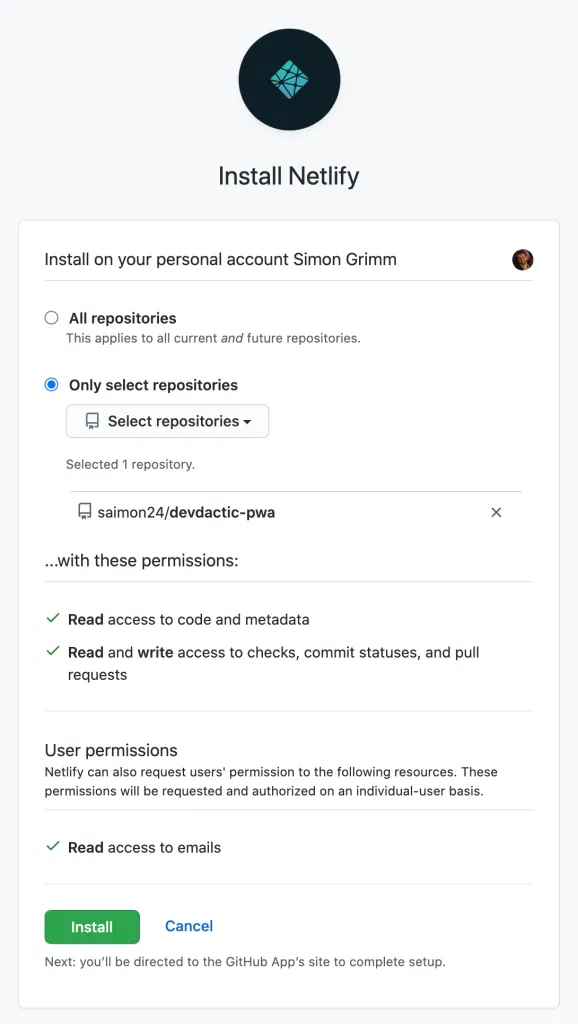 Install Netlify
Install on your personal account Simon Grimm
All repositories
This applies to all current and future repositories.
Only select repositories
Select repositories
Selected 1 repository.
saimon24/devdactic-pwa
...with these permissions:
Read access to code and metadata
Read and write access to checks, commit statuses, and pull
requests
User permissions
Netlify can also request users' permission to the following resources. These
permissions will be requested and authorized on an individual-user basis.
Read access to emails
Install Cancel
Next: you’ll be directed to the GitHub App’s site to complete setup.